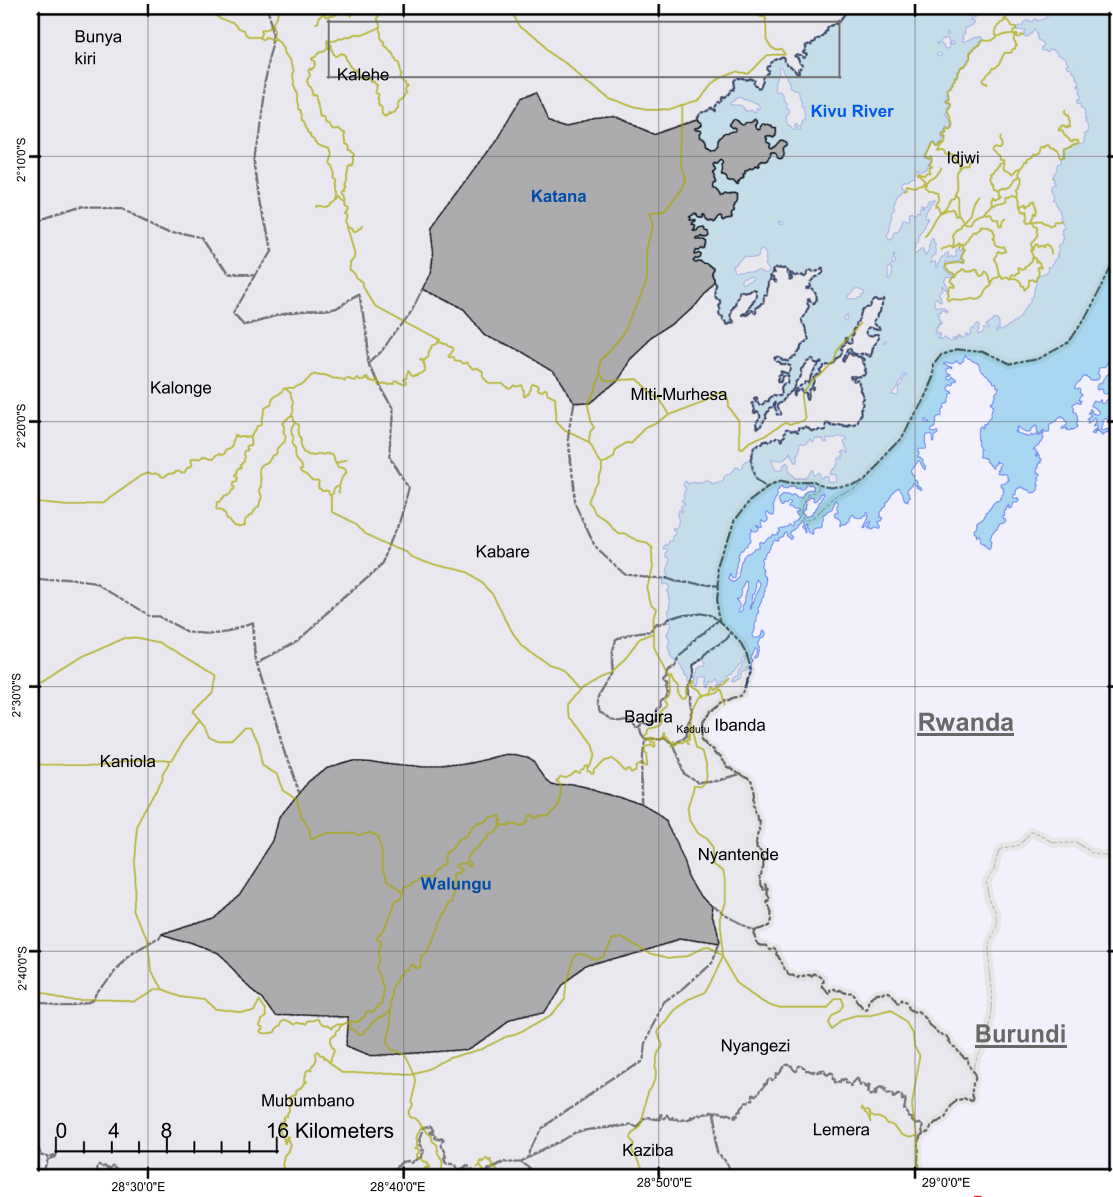 Bunya
kiri
Kalehe
Kivu River
2°10'0"S
Idjwi
Katana
Kalonge
Miti-Murhesa
2°20'0"S
Kabare
2°30'0"S
Bagira
Kadutu
Ibanda
Rwanda
Kaniola
Nyantende
Walungu
2°40'0"S
Burundi
Nyangezi
Mubumbano
0 4 8 16 Kilometers
Lemera
Kaziba
28°30'0"E 28°40'0"E 28°50'0"E 29°0'0"E